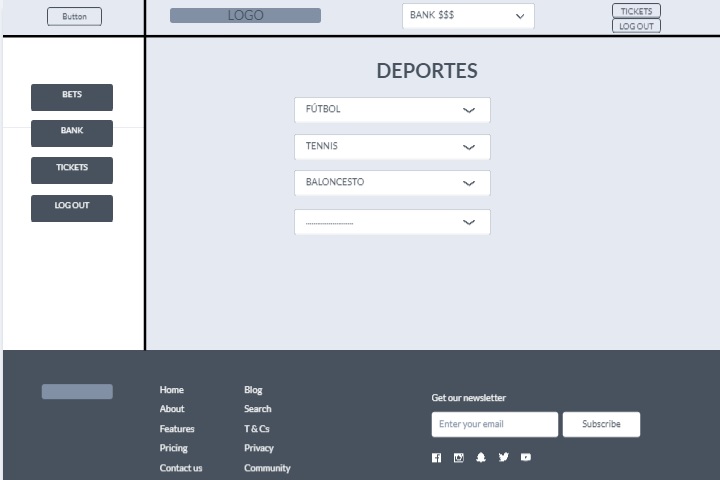 Button
LOGO
BANK $$$
TICKETS
LOG OUT
BETS
BANK
TICKETS
LOG OUT
DEPORTES
FÚTBOL
TENNIS
BALONCESTO
........................
Home
About
Features
Pricing
Contact us
Blog
Search
T & Cs
Privacy
Community
Get our newsletter
Enter your email
Subscribe